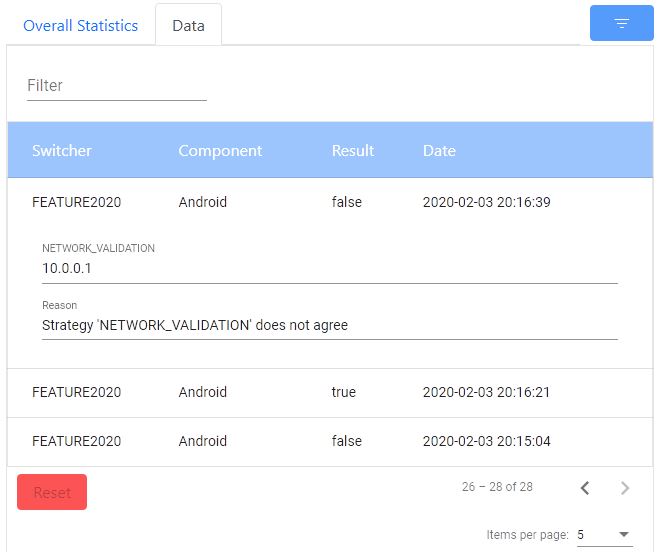 Overall Statistics Data
Filter
Switcher Component Result Date
FEATURE2020 Android false 2020-02-03 20:16:39
NETWORK_VALIDATION
10.0.0.1
Reason
Strategy 'NETWORK_VALIDATION' does not agree
FEATURE2020 Android true 2020-02-03 20:16:21
FEATURE2020 Android false 2020-02-03 20:15:04
Reset 26 – 28 of 28
Items per page: 5